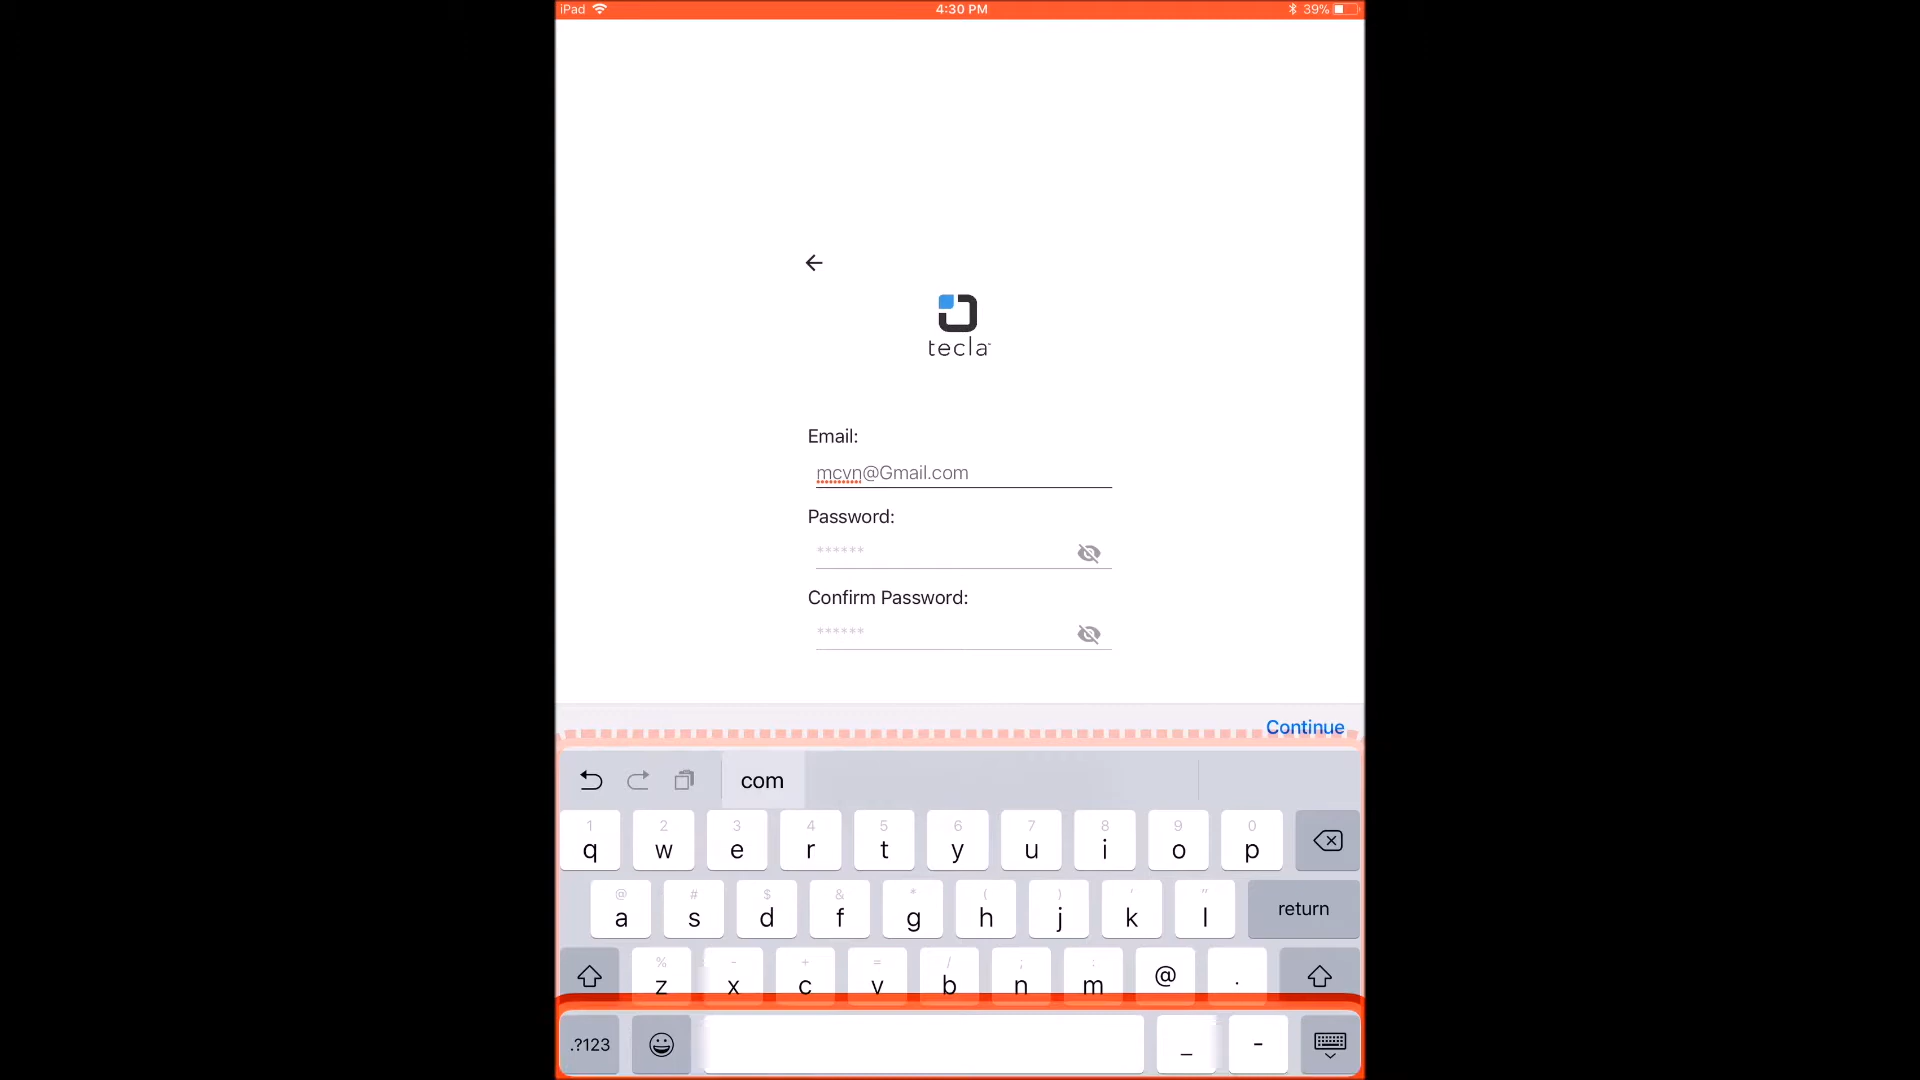 iPad 4:30 PM 39%
tecla
Email:
mcvn@Gmail.com
Password:
******
Confirm Password:
******
Continue
com
1 2 3 4 5 6 7 8 9 0
q w e r t y u i o p
@ # $ & * ( ) ' "
a s d f g h j k l return
% - + = / ; :
z x c v b n m @ .
.?123 _ -